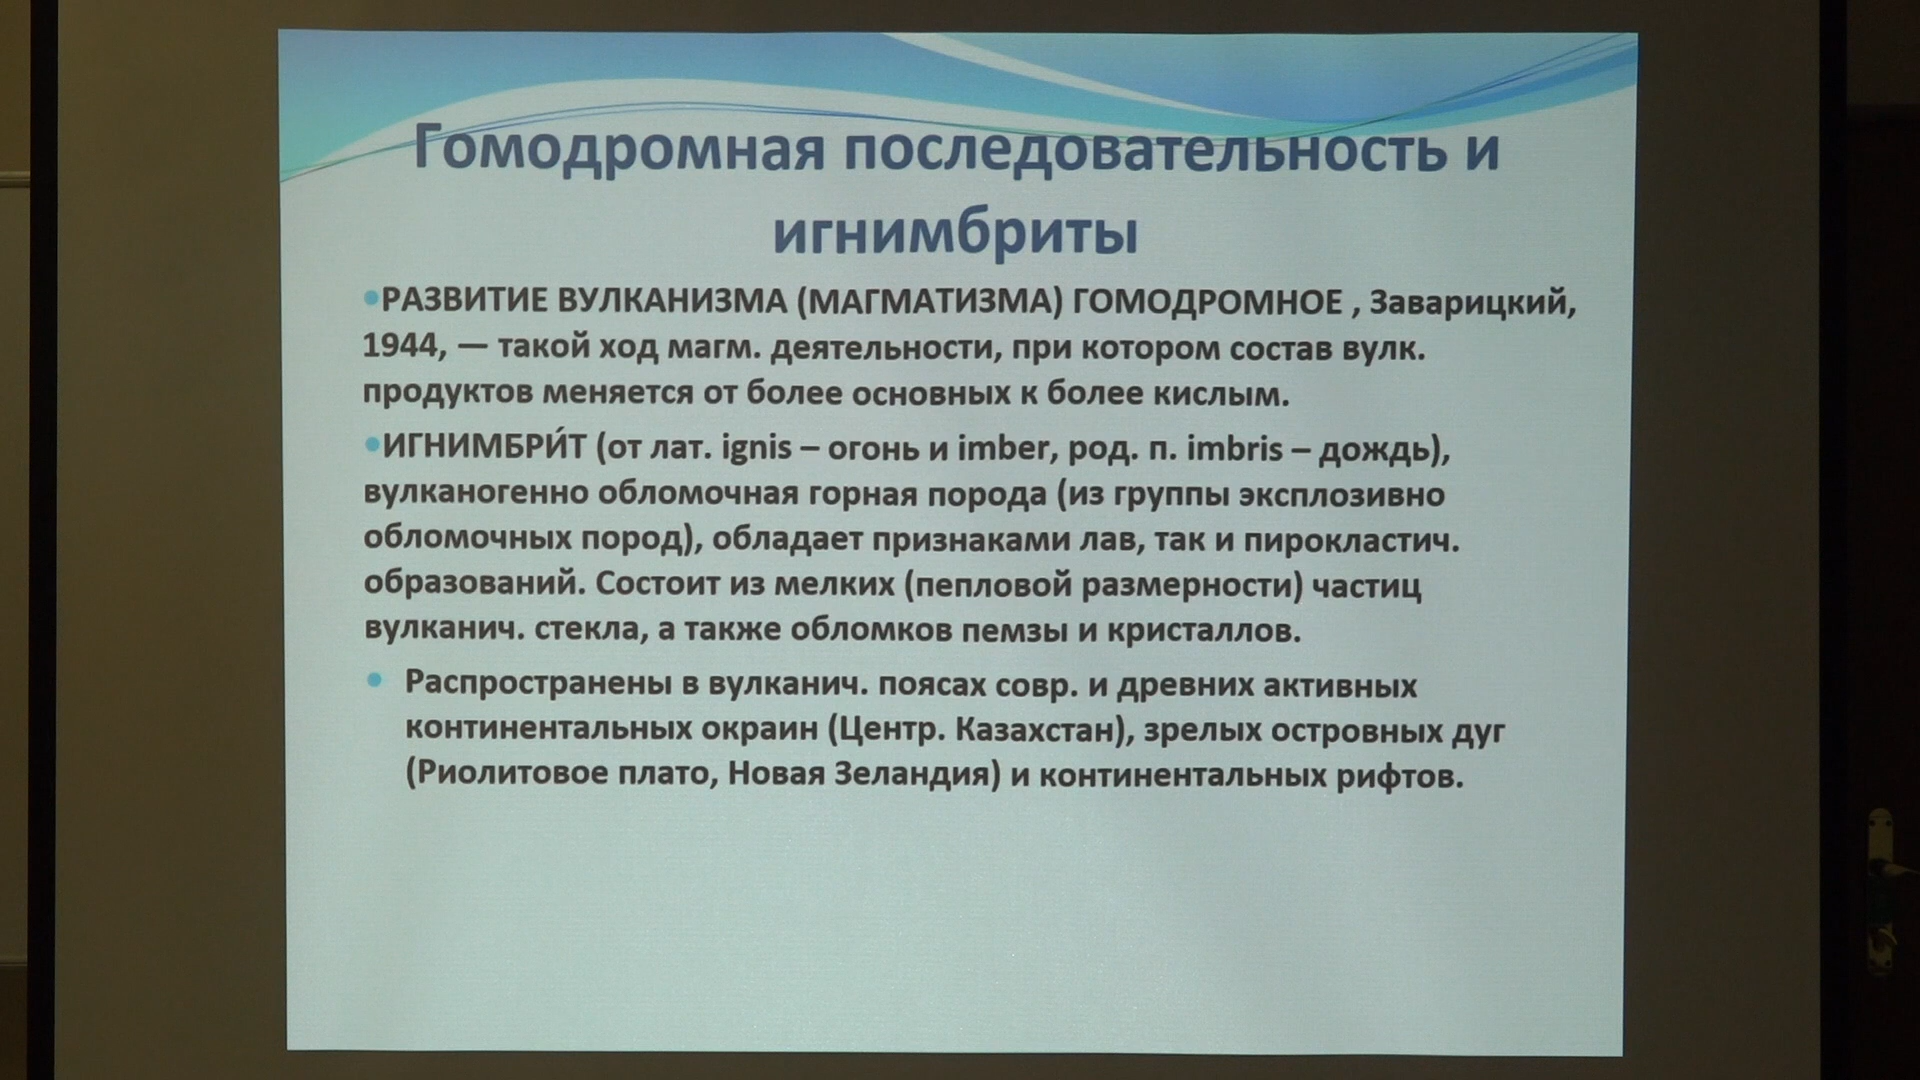 Гомодромная последовательность и
игнимбриты
•РАЗВИТИЕ ВУЛКАНИЗМА (МАГМАТИЗМА) ГОМОДРОМНОЕ , Заварицкий,
1944, — такой ход магм. деятельности, при котором состав вулк.
продуктов меняется от более основных к более кислым.
•ИГНИМБРИ́Т (от лат. ignis – огонь и imber, род. п. imbris – дождь),
вулканогенно обломочная горная порода (из группы эксплозивно
обломочных пород), обладает признаками лав, так и пирокластич.
образований. Состоит из мелких (пепловой размерности) частиц
вулканич. стекла, а также обломков пемзы и кристаллов.
• Распространены в вулканич. поясах совр. и древних активных
континентальных окраин (Центр. Казахстан), зрелых островных дуг
(Риолитовое плато, Новая Зеландия) и континентальных рифтов.